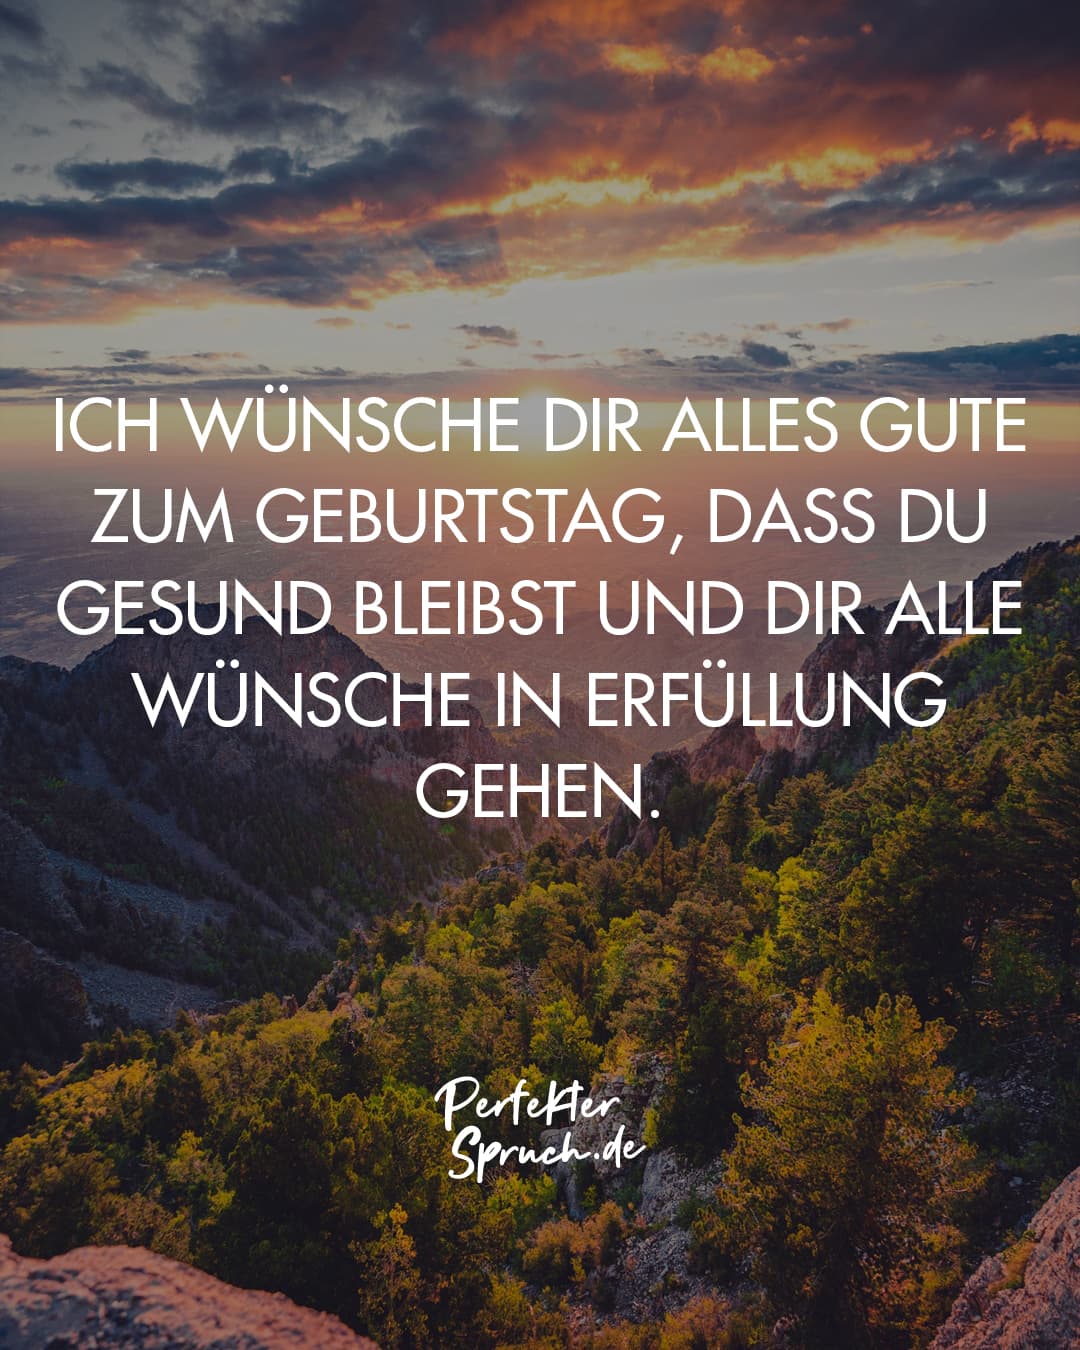 ICH WÜNSCHE DIR ALLES GUTE
ZUM GEBURTSTAG, DASS DU
GESUND BLEIBST UND DIR ALLE
WÜNSCHE IN ERFÜLLUNG
GEHEN.
Perfekter
Spruch.de